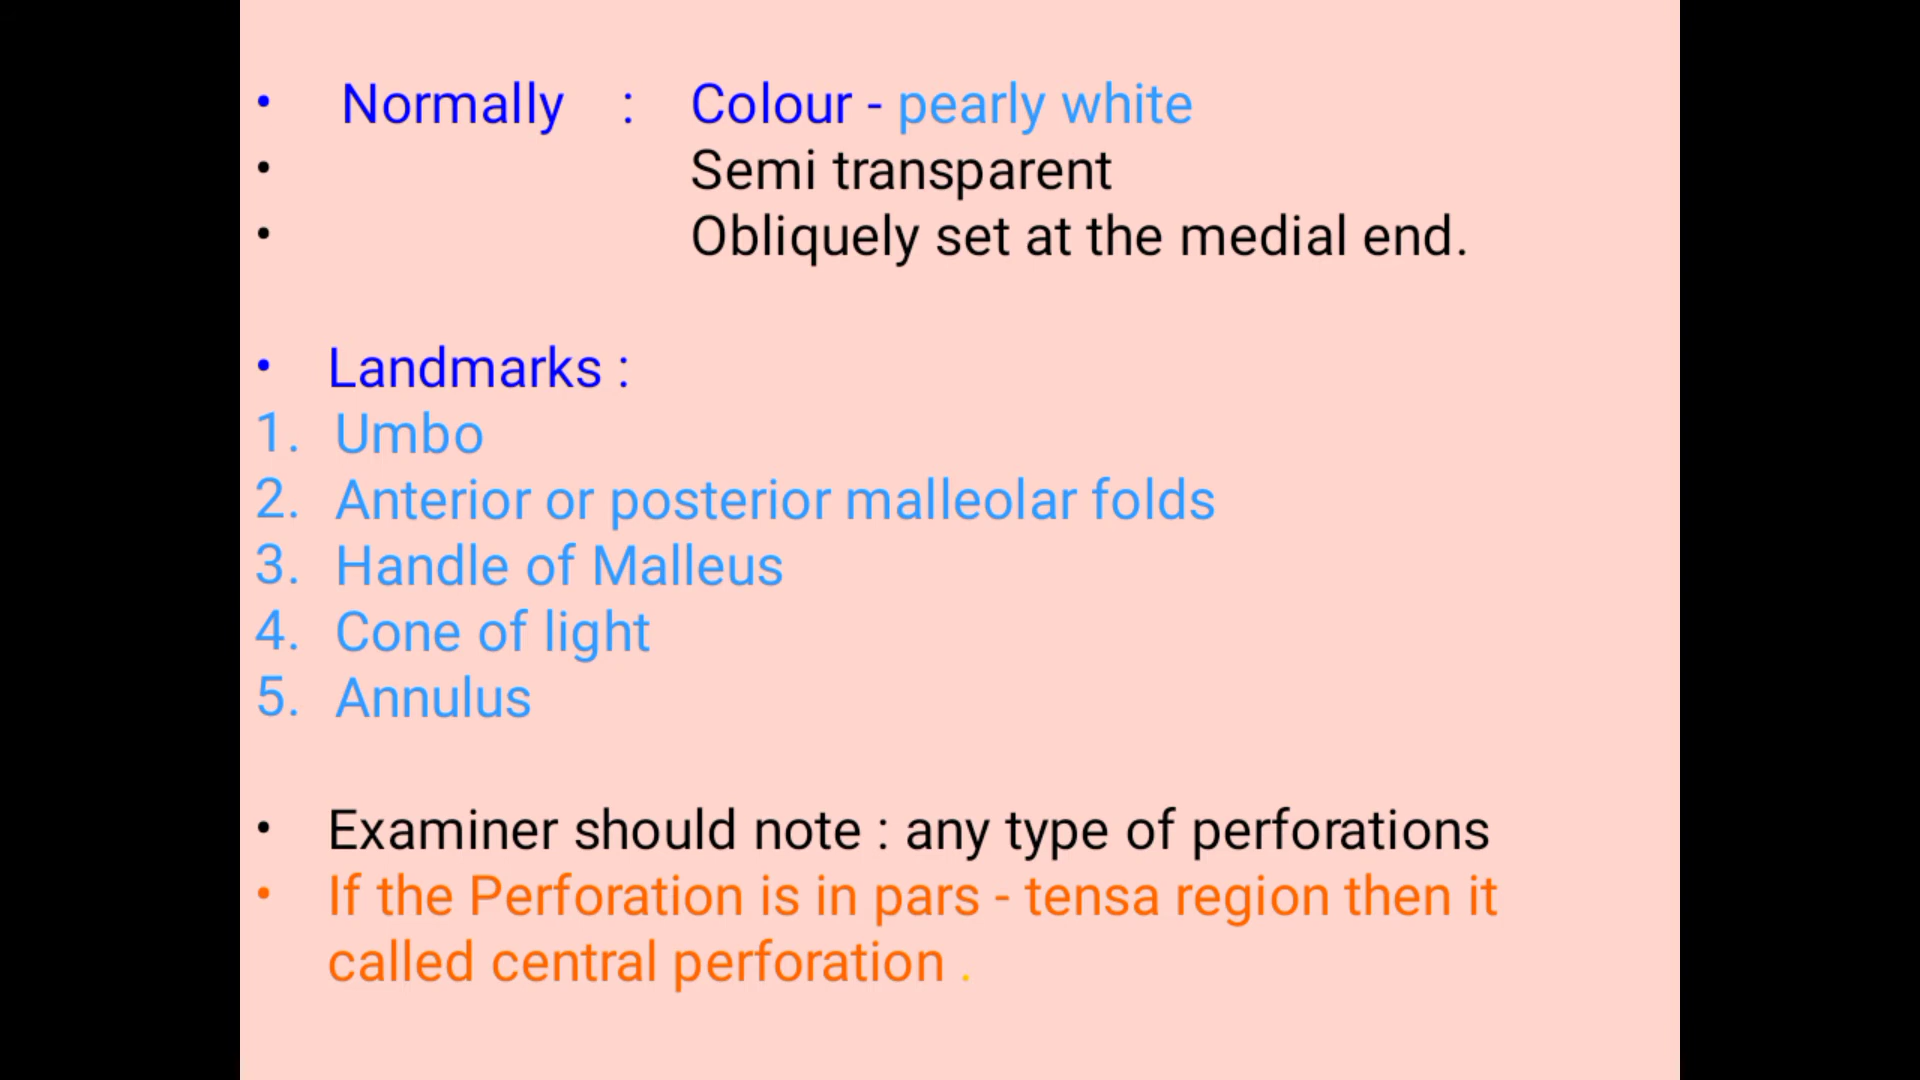 • Normally : Colour - pearly white
• Semi transparent
• Obliquely set at the medial end.
• Landmarks :
1. Umbo
2. Anterior or posterior malleolar folds
3. Handle of Malleus
4. Cone of light
5. Annulus
• Examiner should note : any type of perforations
• If the Perforation is in pars - tensa region then it
called central perforation .